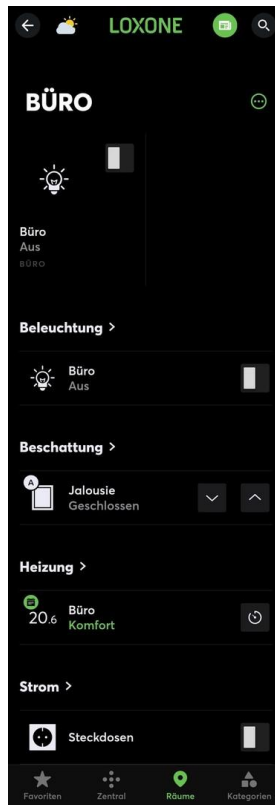 LOXONE
BÜRO
Büro
Aus
BÜRO
Beleuchtung >
Büro
Aus
Beschattung >
A
Jalousie
Geschlossen
Heizung >
20.6
Büro
Komfort
Strom >
Steckdosen
Favoriten
Zentral
Räume
Kategorien